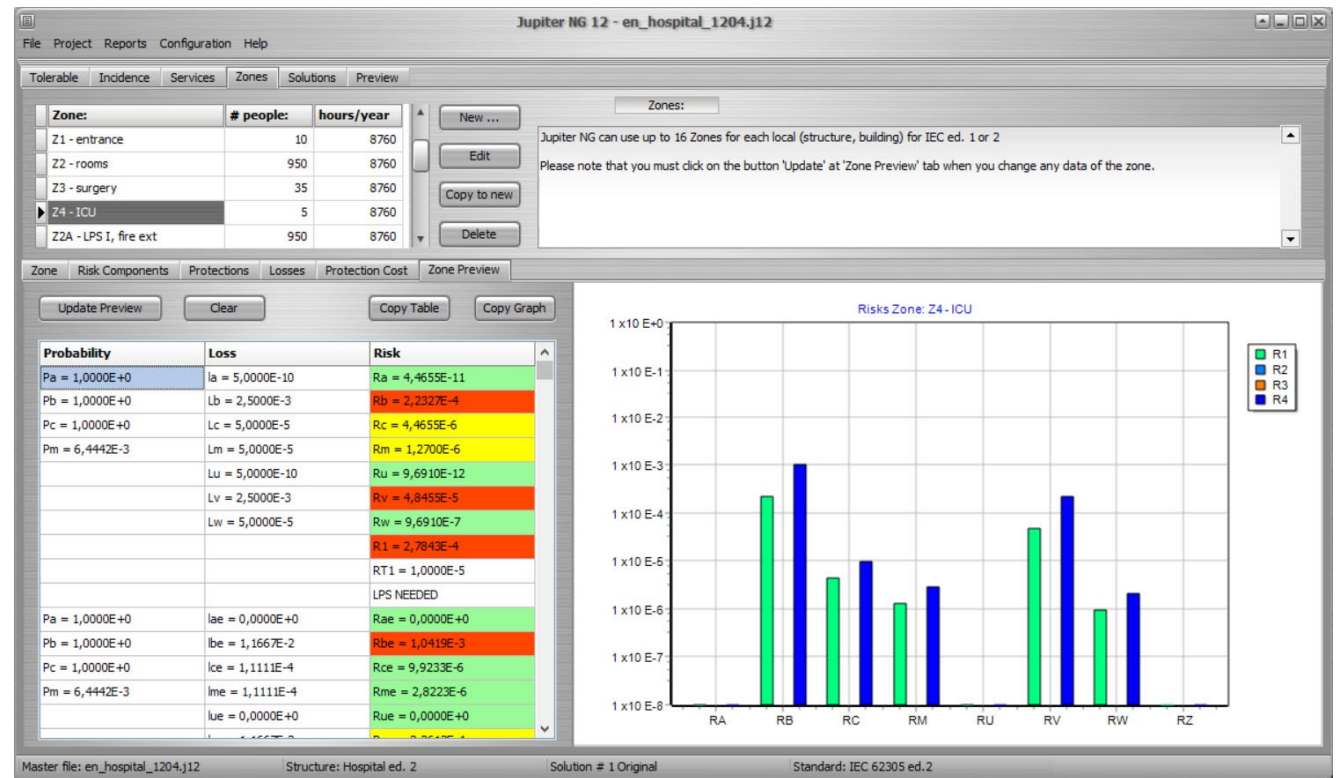 Jupiter NG 12 - en_hospital_1204.j12
File Project Reports Configuration Help
Tolerable Incidence Services Zones Solutions Preview
Zone: # people: hours/year
Z1 - entrance 10 8760
Z2 - rooms 950 8760
Z3 - surgery 35 8760
Z4 - ICU 5 8760
Z2A - LPS I, fire ext 950 8760
New ...
Edit
Copy to new
Delete
Zones:
Jupiter NG can use up to 16 Zones for each local (structure, building) for IEC ed. 1 or 2
Please note that you must click on the button 'Update' at 'Zone Preview' tab when you change any data of the zone.
Zone Risk Components Protections Losses Protection Cost Zone Preview
Update Preview Clear Copy Table Copy Graph
Probability Loss Risk
Pa = 1,0000E+0 la = 5,0000E-10 Ra = 4,4655E-11
Pb = 1,0000E+0 Lb = 2,5000E-3 Rb = 2,2327E-4
Pc = 1,0000E+0 Lc = 5,0000E-5 Rc = 4,4655E-6
Pm = 6,4442E-3 Lm = 5,0000E-5 Rm = 1,2700E-6
Lu = 5,0000E-10 Ru = 9,6910E-12
Lv = 2,5000E-3 Rv = 4,8455E-5
Lw = 5,0000E-5 Rw = 9,6910E-7
R1 = 2,7843E-4
RT1 = 1,0000E-5
LPS NEEDED
Pa = 1,0000E+0 lae = 0,0000E+0 Rae = 0,0000E+0
Pb = 1,0000E+0 lbe = 1,1667E-2 Rbe = 1,0419E-3
Pc = 1,0000E+0 lce = 1,1111E-4 Rce = 9,9233E-6
Pm = 6,4442E-3 lme = 1,1111E-4 Rme = 2,8223E-6
lue = 0,0000E+0 Rue = 0,0000E+0
Risks Zone: Z4 - ICU
1 x10 E+0
1 x10 E-1
1 x10 E-2
1 x10 E-3
1 x10 E-4
1 x10 E-5
1 x10 E-6
1 x10 E-7
1 x10 E-8
RA RB RC RM RU RV RW RZ
R1
R2
R3
R4
Master file: en_hospital_1204.j12 Structure: Hospital ed. 2 Solution # 1 Original Standard: IEC 62305 ed.2